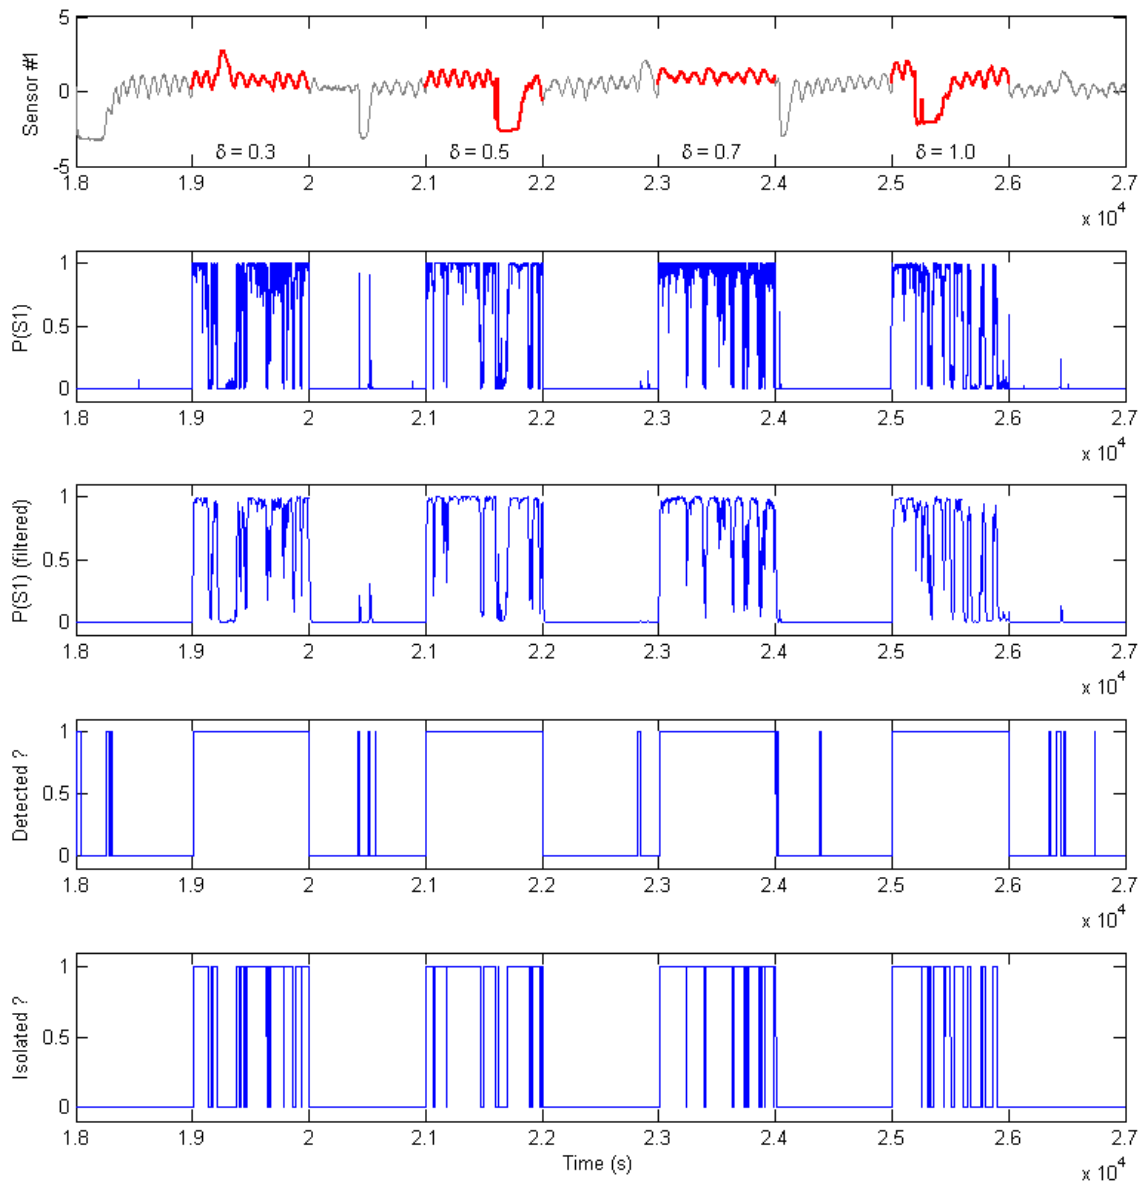 5
0
-5
Sensor #1
δ = 0.3 δ = 0.5 δ = 0.7 δ = 1.0
1.8 1.9 2 2.1 2.2 2.3 2.4 2.5 2.6 2.7
x 10^4
1
0.5
0
P(S1)
1.8 1.9 2 2.1 2.2 2.3 2.4 2.5 2.6 2.7
x 10^4
1
0.5
0
P(S1) (filtered)
1.8 1.9 2 2.1 2.2 2.3 2.4 2.5 2.6 2.7
x 10^4
1
0.5
0
Detected ?
1.8 1.9 2 2.1 2.2 2.3 2.4 2.5 2.6 2.7
x 10^4
1
0.5
0
Isolated ?
1.8 1.9 2 2.1 2.2 2.3 2.4 2.5 2.6 2.7
Time (s)
x 10^4